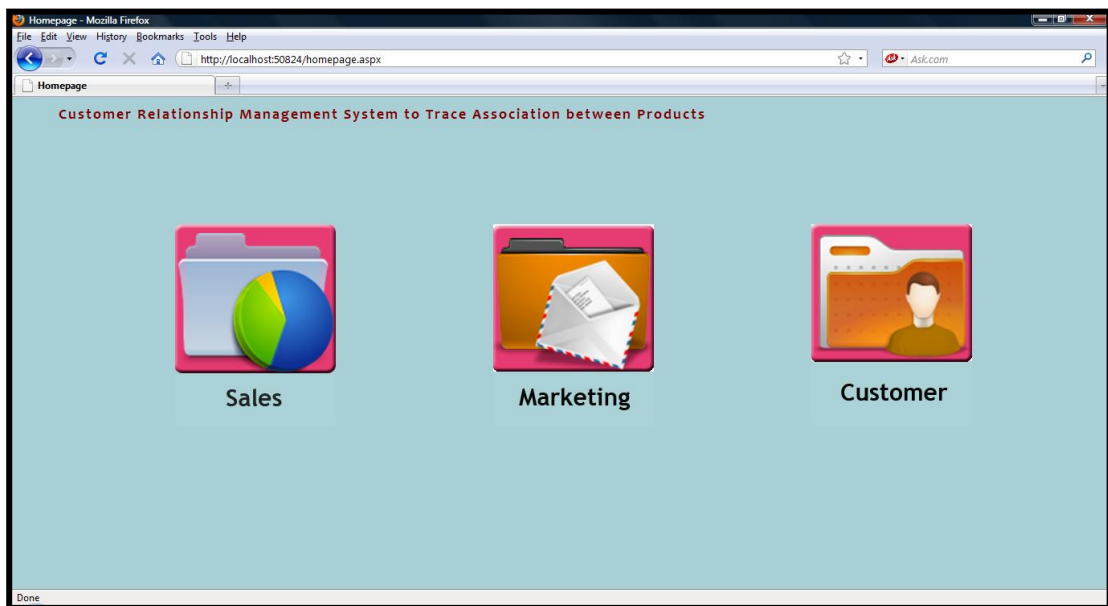 Homepage - Mozilla Firefox
File Edit View History Bookmarks Tools Help
http://localhost:50824/homepage.aspx
Ask.com
Homepage
Customer Relationship Management System to Trace Association between Products
Sales
Marketing
Customer
Done